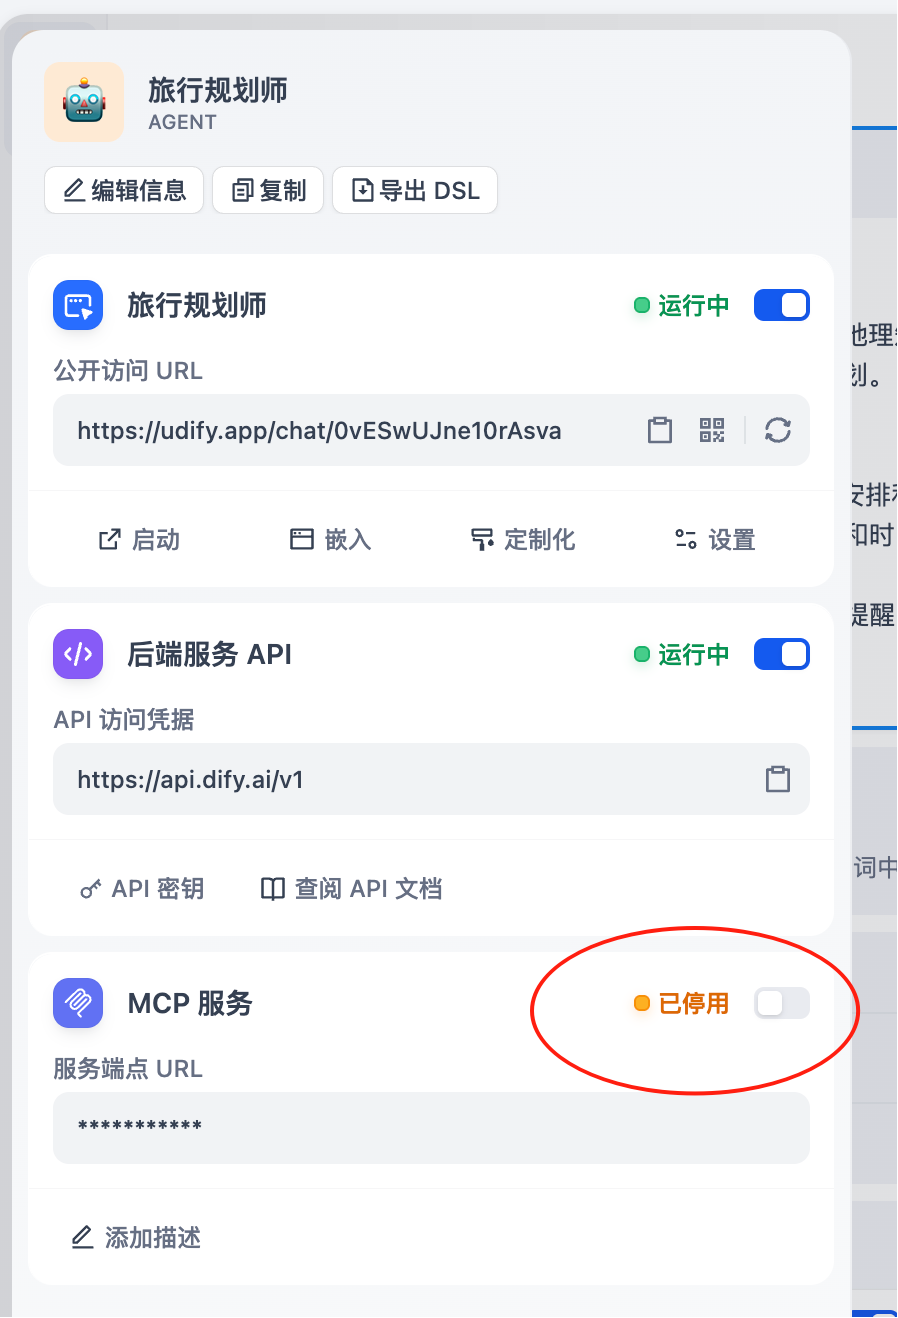 旅行规划师
AGENT
编辑信息 复制 导出 DSL
旅行规划师 运行中
公开访问 URL
https://udify.app/chat/0vESwUJne10rAsva
启动 嵌入 定制化 设置
后端服务 API 运行中
API 访问凭据
https://api.dify.ai/v1
API 密钥 查阅 API 文档
MCP 服务 已停用
服务端点 URL
***********
添加描述
地理
划。
安排
和时
提醒
词中